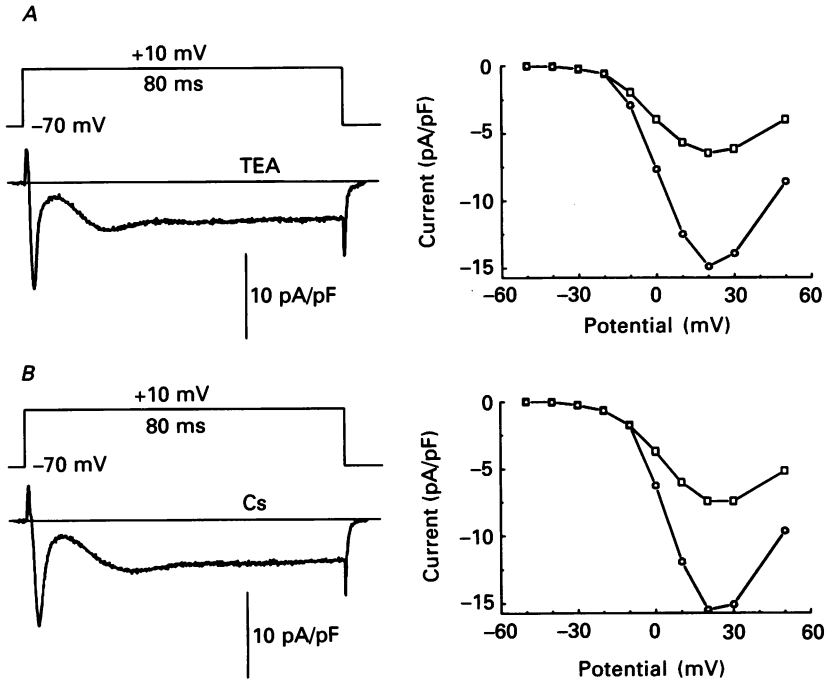 A
+10 mV
80 ms
−70 mV
TEA
10 pA/pF
0
−5
−10
−15
Current (pA/pF)
−60
−30
0
30
60
Potential (mV)
B
+10 mV
80 ms
−70 mV
Cs
10 pA/pF
0
−5
−10
−15
Current (pA/pF)
−60
−30
0
30
60
Potential (mV)